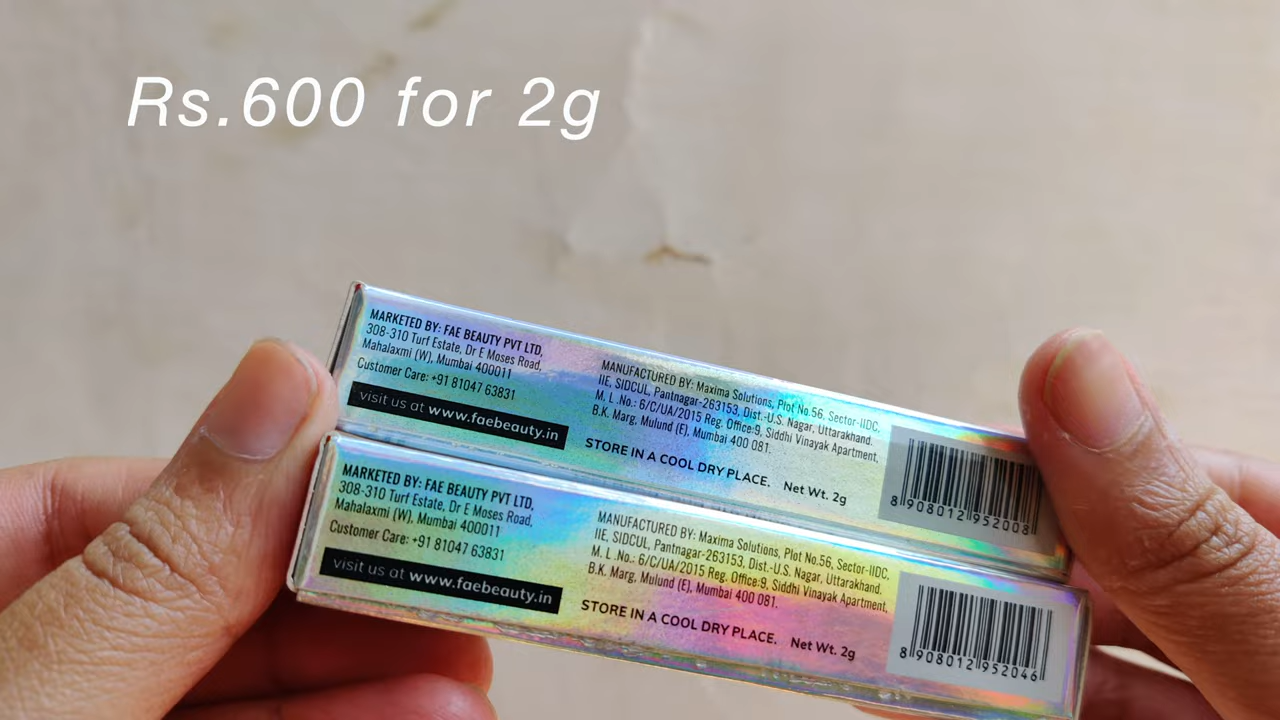 Rs.600 for 2g
MARKETED BY: FAE BEAUTY PVT LTD,
308-310 Turf Estate, Dr E Moses Road,
Mahalaxmi (W), Mumbai 400011
Customer Care: +91 81047 63831
visit us at www.faebeauty.in
MANUFACTURED BY: Maxima Solutions, Plot No.56, Sector-IIDC,
IIE, SIDCUL, Pantnagar-263153, Dist.-U.S. Nagar, Uttarakhand.
M. L .No.: 6/C/UA/2015 Reg. Office:9, Siddhi Vinayak Apartment,
B.K. Marg, Mulund (E), Mumbai 400 081.
STORE IN A COOL DRY PLACE. Net Wt. 2g
8 908012 952008
MARKETED BY: FAE BEAUTY PVT LTD,
308-310 Turf Estate, Dr E Moses Road,
Mahalaxmi (W), Mumbai 400011
Customer Care: +91 81047 63831
visit us at www.faebeauty.in
MANUFACTURED BY: Maxima Solutions, Plot No.56, Sector-IIDC,
IIE, SIDCUL, Pantnagar-263153, Dist.-U.S. Nagar, Uttarakhand.
M. L .No.: 6/C/UA/2015 Reg. Office:9, Siddhi Vinayak Apartment,
B.K. Marg, Mulund (E), Mumbai 400 081.
STORE IN A COOL DRY PLACE. Net Wt. 2g
8 908012 952046